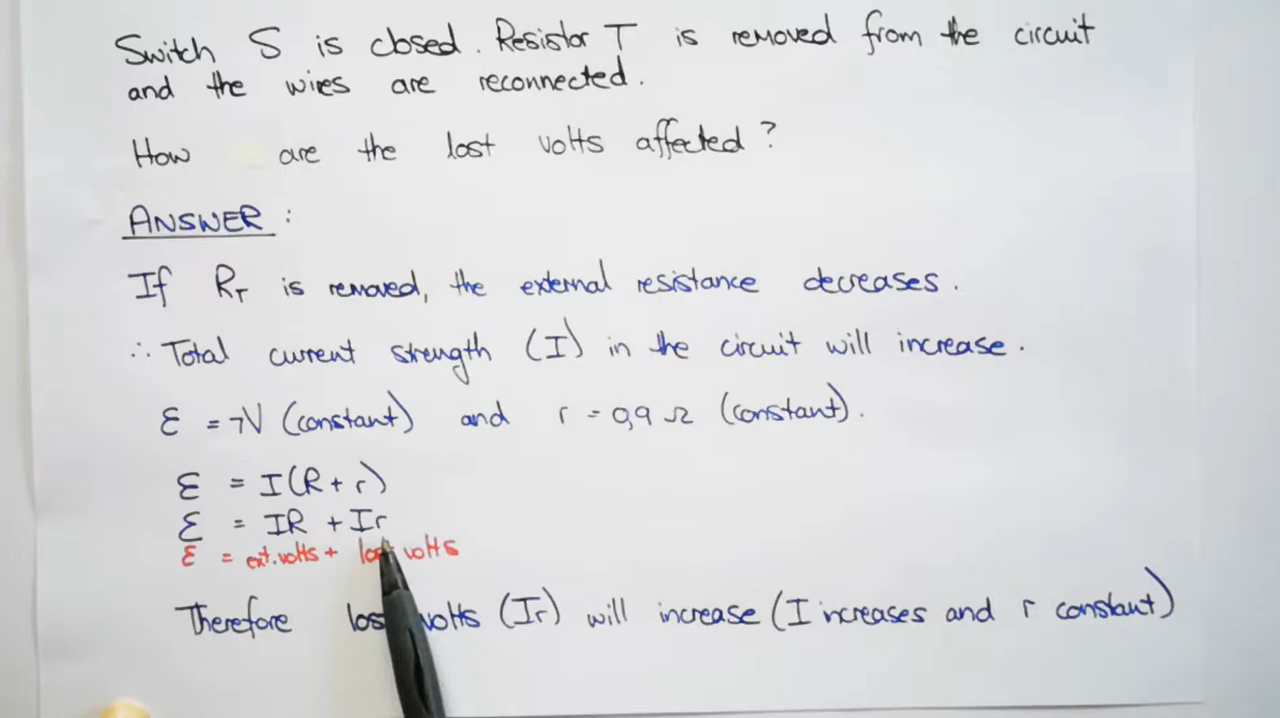 Switch S is closed. Resistor T is removed from the circuit
and the wires are reconnected.
How are the lost volts affected?
ANSWER:
If R_T is removed, the external resistance decreases.
∴ Total current strength (I) in the circuit will increase.
ε = 7V (constant) and r = 0,9 Ω (constant).
ε = I(R + r)
ε = IR + Ir
ε = ext. volts + lost volts
Therefore lost volts (Ir) will increase (I increases and r constant)